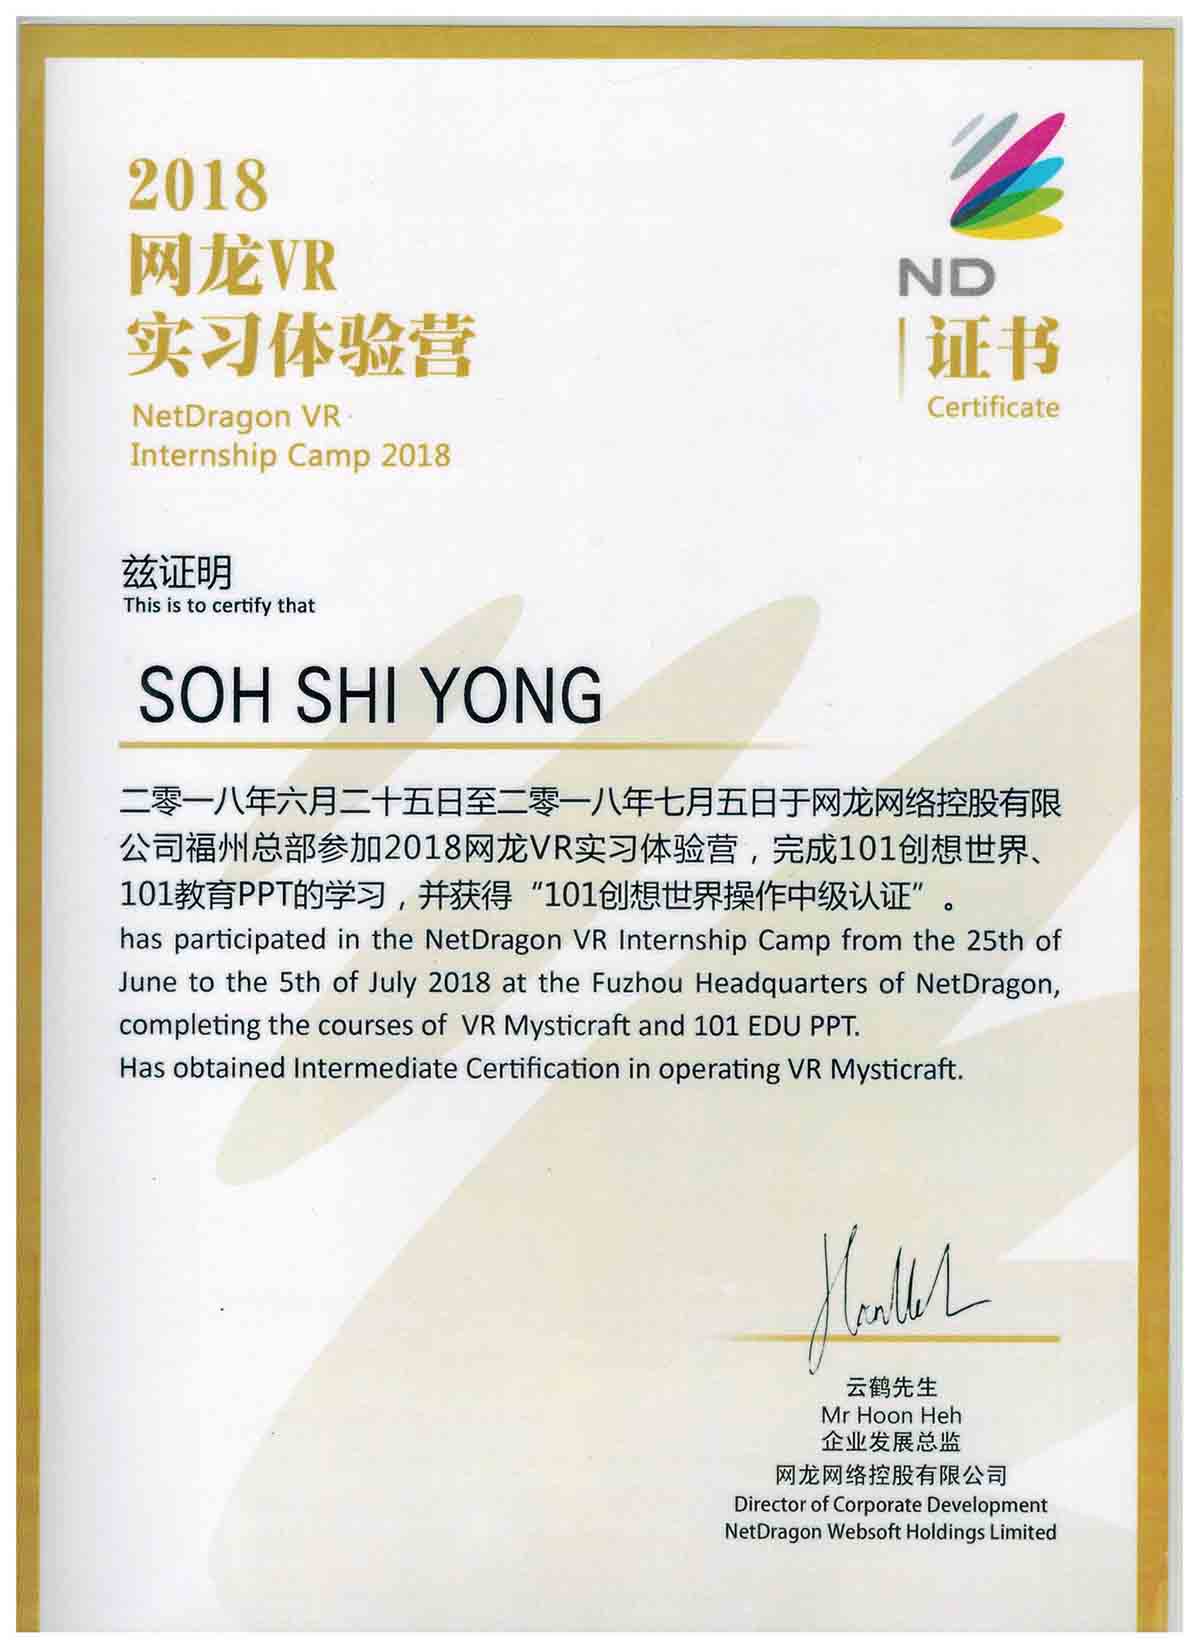 2018
网龙VR
实习体验营
NetDragon VR
Internship Camp 2018
ND
证书
Certificate
兹证明
This is to certify that
SOH SHI YONG
二零一八年六月二十五日至二零一八年七月五日于网龙网络控股有限
公司福州总部参加2018网龙VR实习体验营，完成101创想世界、
101教育PPT的学习，并获得“101创想世界操作中级认证”。
has participated in the NetDragon VR Internship Camp from the 25th of
June to the 5th of July 2018 at the Fuzhou Headquarters of NetDragon,
completing the courses of VR Mysticraft and 101 EDU PPT.
Has obtained Intermediate Certification in operating VR Mysticraft.
云鹤先生
Mr Hoon Heh
企业发展总监
网龙网络控股有限公司
Director of Corporate Development
NetDragon Websoft Holdings Limited